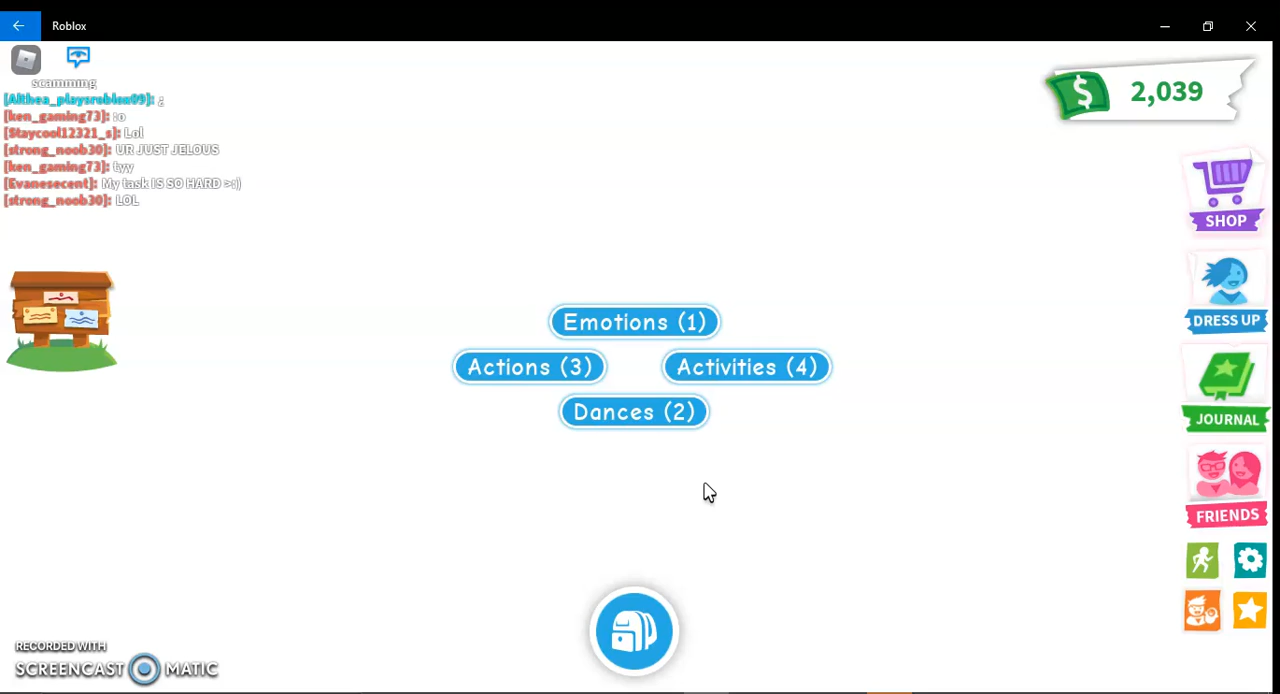 Roblox
scamming
[Althea_playsroblox09]: ¿
[ken_gaming73]: :o
[Staycool12321_s]: Lol
[strong_noob30]: UR JUST JELOUS
[ken_gaming73]: tyy
[Evanesecent]: My task IS SO HARD >:))
[strong_noob30]: LOL
$ 2,039
SHOP
DRESS UP
JOURNAL
FRIENDS
Emotions (1)
Actions (3) Activities (4)
Dances (2)
RECORDED WITH
SCREENCAST MATIC